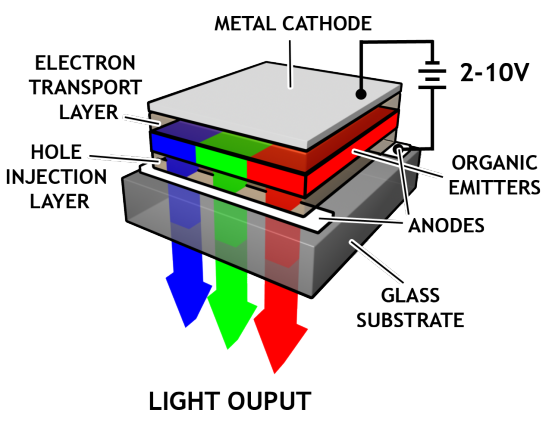 METAL CATHODE
ELECTRON
TRANSPORT
LAYER
2-10V
HOLE
INJECTION
LAYER
ORGANIC
EMITTERS
ANODES
GLASS
SUBSTRATE
LIGHT OUPUT